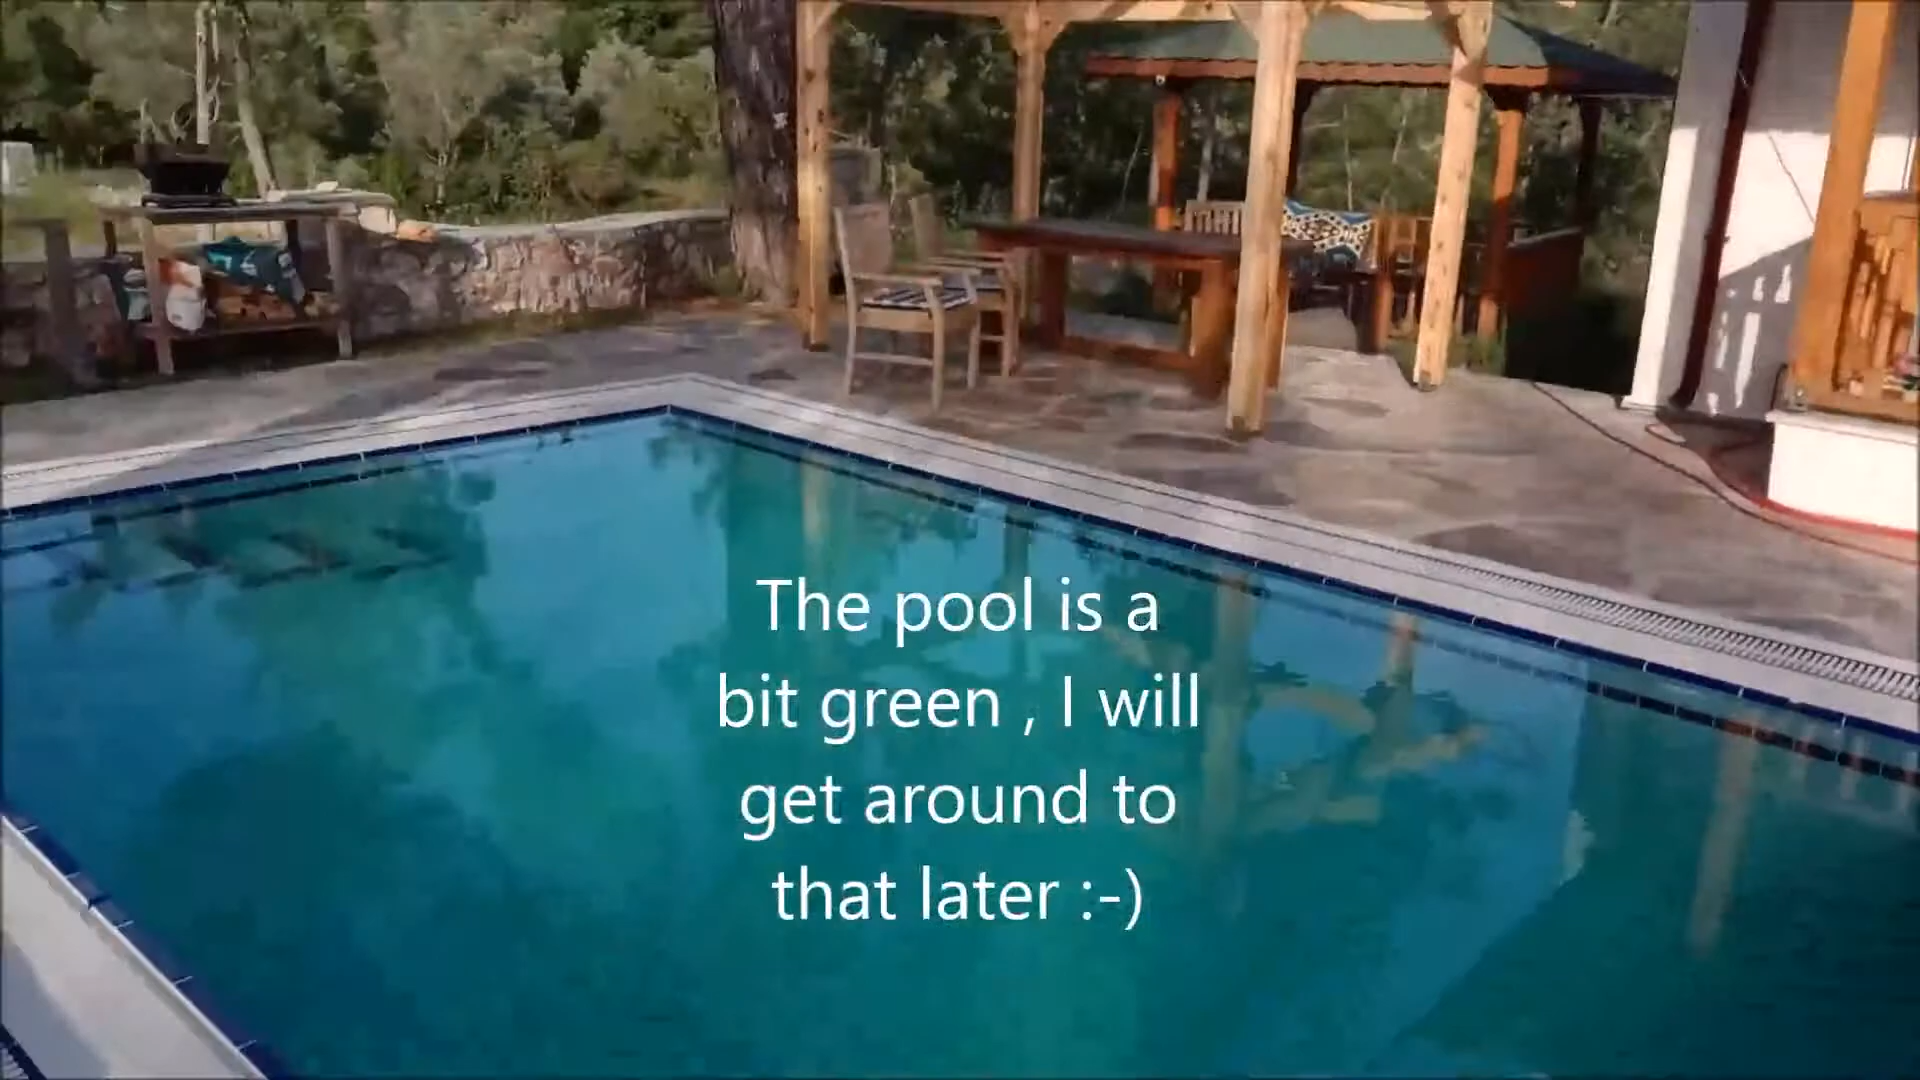 The pool is a
bit green , I will
get around to
that later :-)